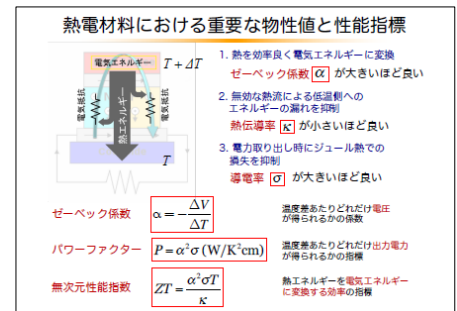 熱電材料における重要な物性値と性能指標
電気エネルギー
T + ΔT
電気抵抗
電気抵抗
熱エネルギー
T
1. 熱を効率良く電気エネルギーに変換
ゼーベック係数 α が大きいほど良い
2. 無効な熱流による低温側への
エネルギーの漏れを抑制
熱伝導率 κ が小さいほど良い
3. 電力取り出し時にジュール熱での
損失を抑制
導電率 σ が大きいほど良い
ゼーベック係数 α = −ΔV/ΔT
温度差あたりどれだけ電圧
が得られるかの係数
パワーファクター P = α²σ (W/K²cm)
温度差あたりどれだけ出力電力
が得られるかの指標
無次元性能指数 ZT = α²σT/κ
熱エネルギーを電気エネルギー
に変換する効率の指標